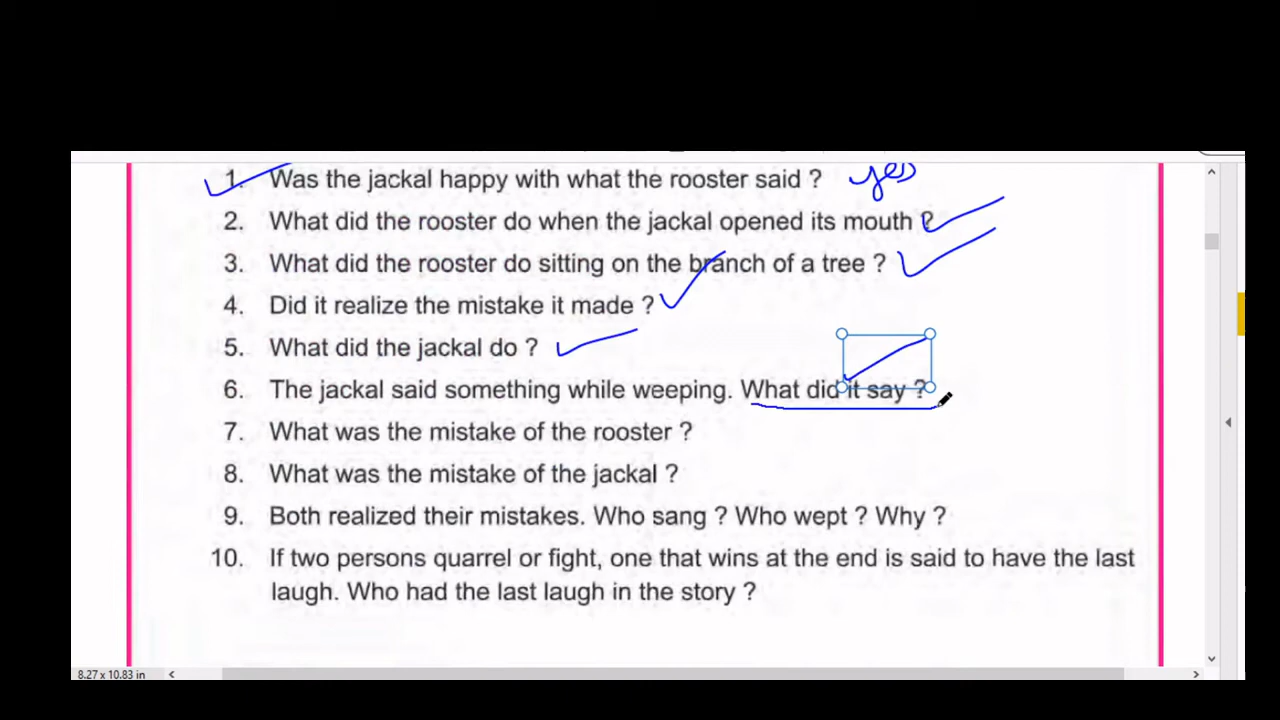 1. Was the jackal happy with what the rooster said ? yes
2. What did the rooster do when the jackal opened its mouth ?
3. What did the rooster do sitting on the branch of a tree ?
4. Did it realize the mistake it made ?
5. What did the jackal do ?
6. The jackal said something while weeping. What did it say ?
7. What was the mistake of the rooster ?
8. What was the mistake of the jackal ?
9. Both realized their mistakes. Who sang ? Who wept ? Why ?
10. If two persons quarrel or fight, one that wins at the end is said to have the last
laugh. Who had the last laugh in the story ?
8.27 x 10.83 in